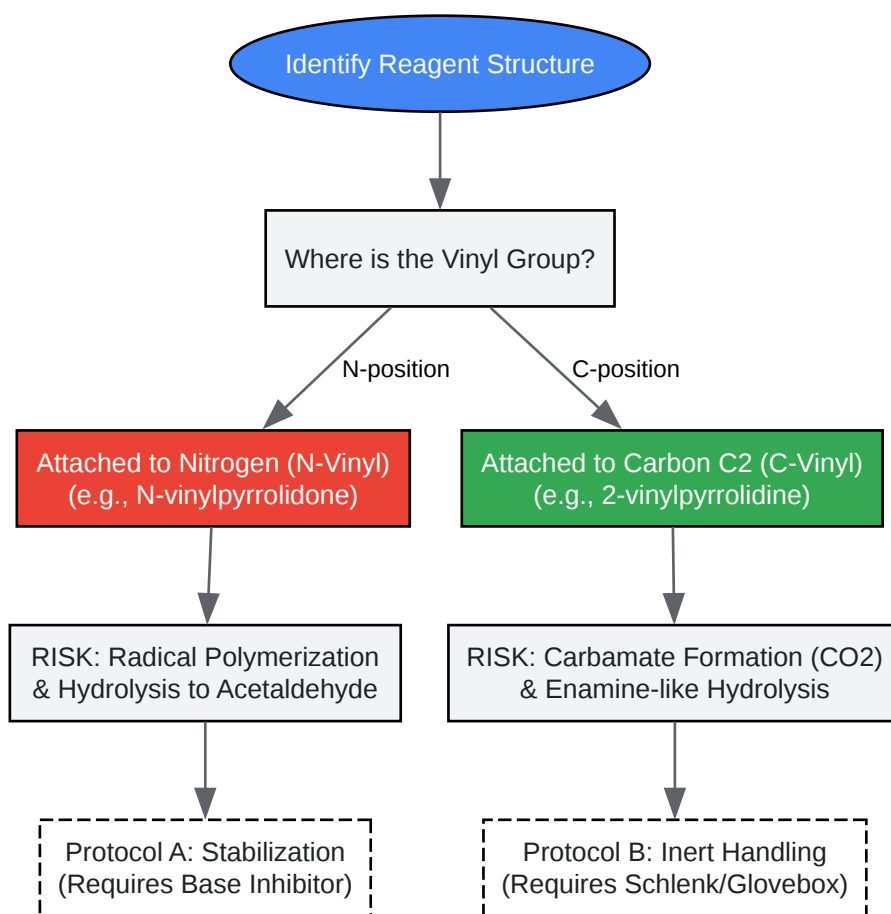 Identify Reagent Structure
Where is the Vinyl Group?
N-position
C-position
Attached to Nitrogen (N-Vinyl)
(e.g., N-vinylpyrrolidone)
Attached to Carbon C2 (C-Vinyl)
(e.g., 2-vinylpyrrolidine)
RISK: Radical Polymerization
& Hydrolysis to Acetaldehyde
RISK: Carbamate Formation (CO2)
& Enamine-like Hydrolysis
Protocol A: Stabilization
(Requires Base Inhibitor)
Protocol B: Inert Handling
(Requires Schlenk/Glovebox)